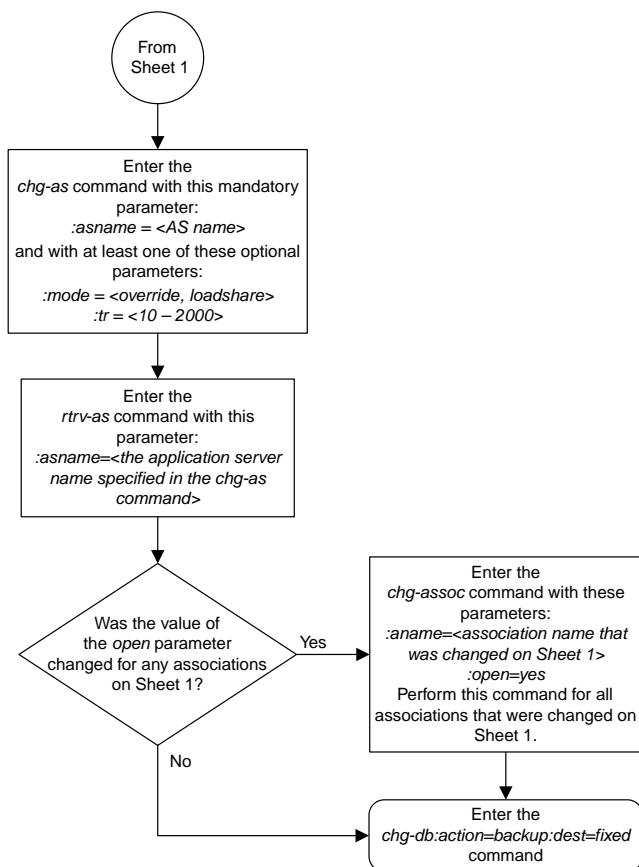 From
Sheet 1
Enter the
chg-as command with this mandatory
parameter:
:asname = <AS name>
and with at least one of these optional
parameters:
:mode = <override, loadshare>
:tr = <10 – 2000>
Enter the
rtrv-as command with this
parameter:
:asname=<the application server
name specified in the chg-as
command>
Was the value of
the open parameter
changed for any associations
on Sheet 1?
Yes
No
Enter the
chg-assoc command with these
parameters:
:aname=<association name that
was changed on Sheet 1>
:open=yes
Perform this command for all
associations that were changed on
Sheet 1.
Enter the
chg-db:action=backup:dest=fixed
command